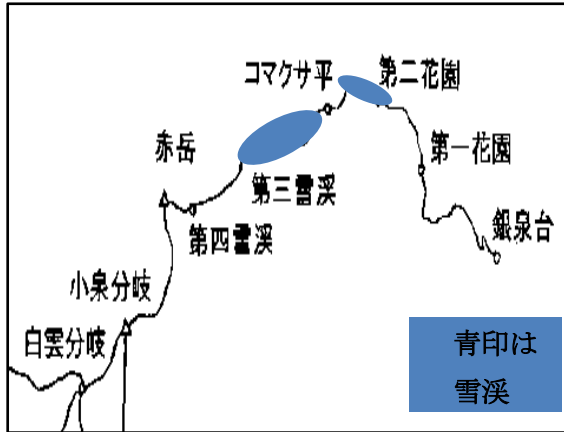 コマクサ平
第二花園
赤岳
第一花園
第三雪渓
第四雪渓
銀泉台
小泉分岐
白雲分岐
青印は
雪渓